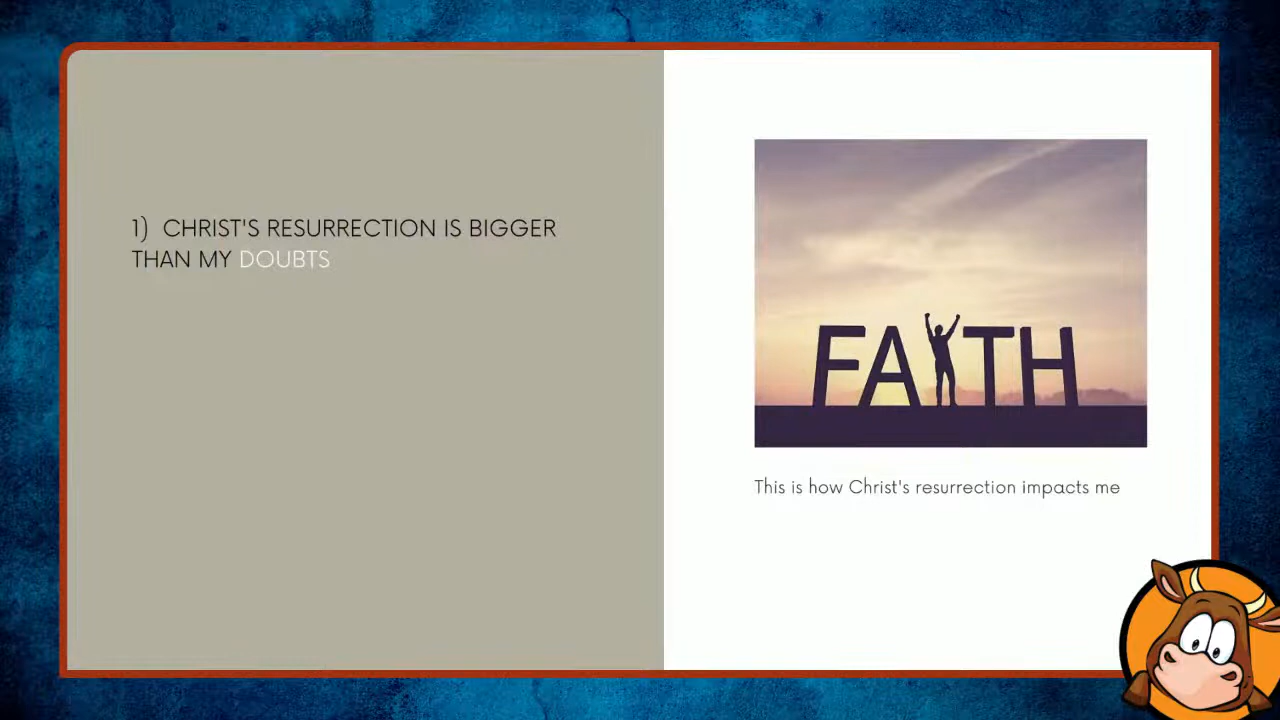 1) CHRIST'S RESURRECTION IS BIGGER
THAN MY DOUBTS
FAITH
This is how Christ's resurrection impacts me